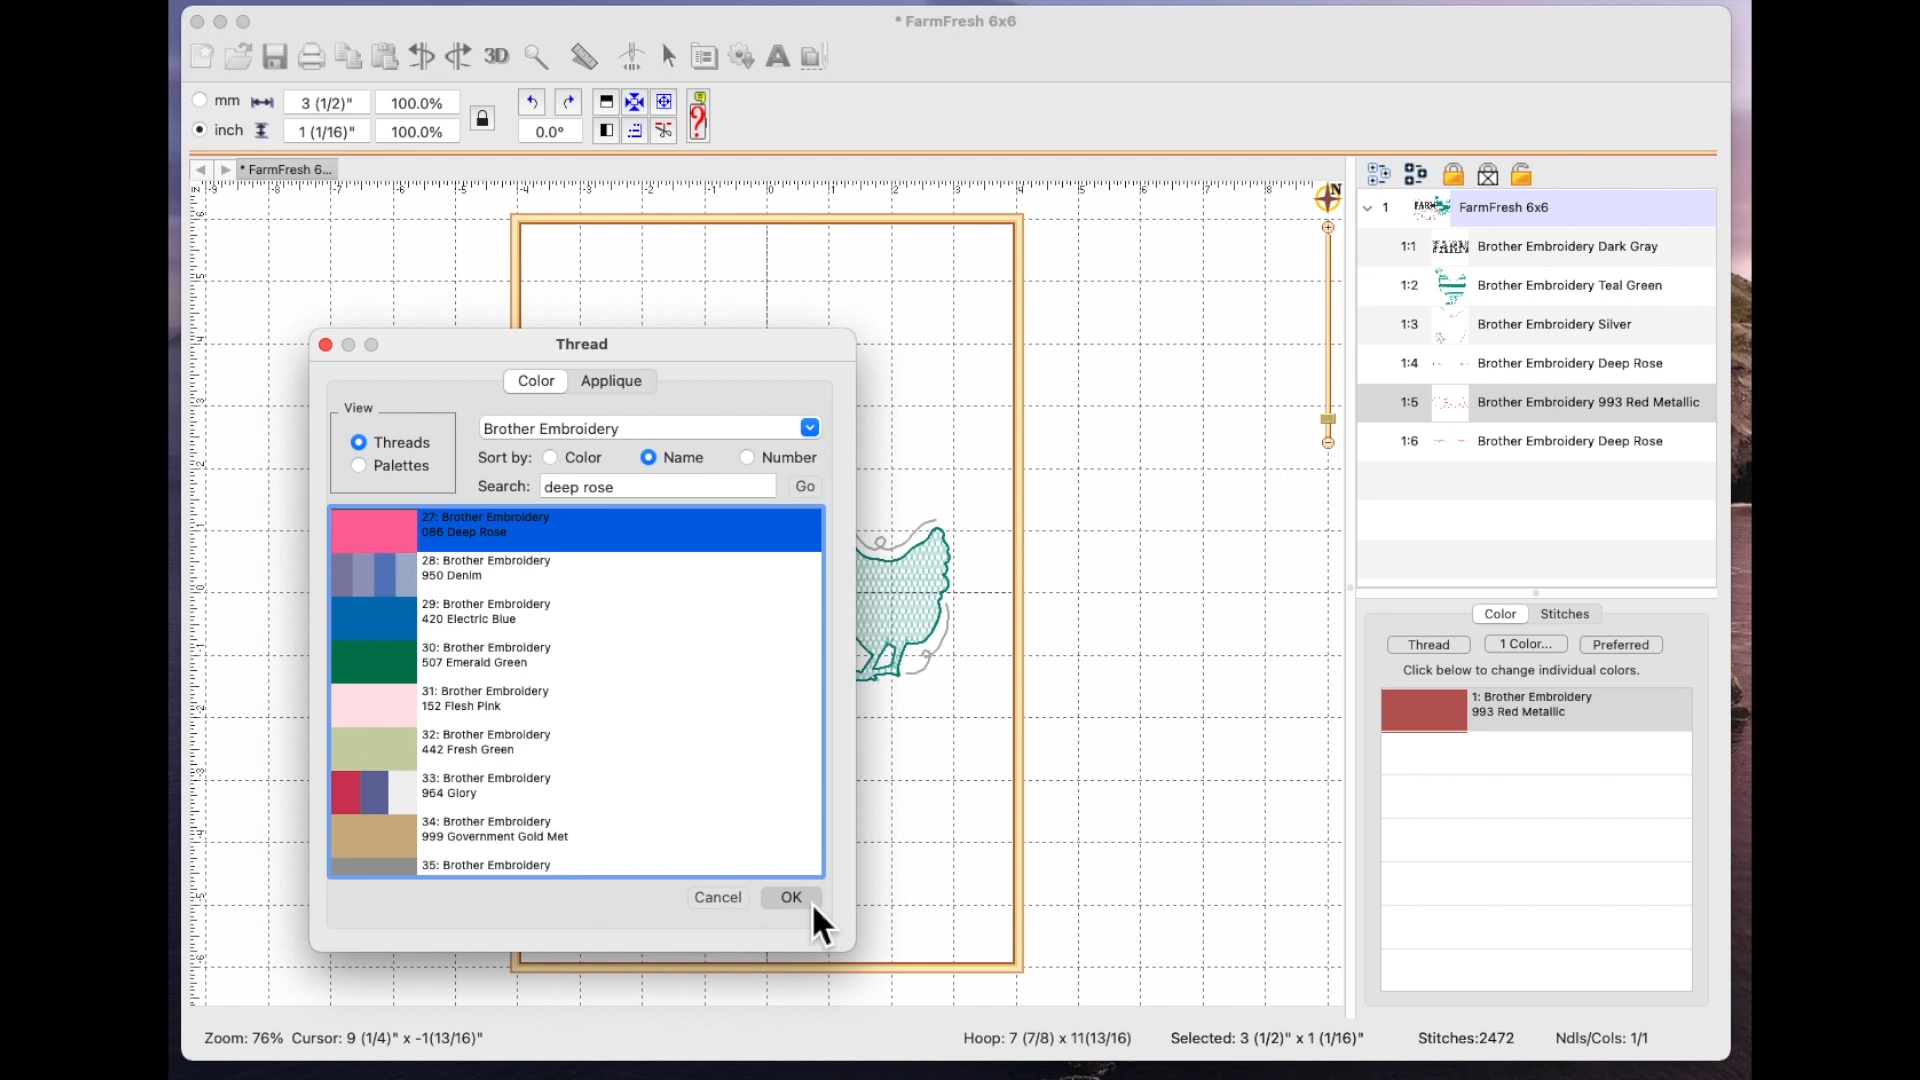 * FarmFresh 6x6
3D
A
mm
3 (1/2)"
100.0%
inch
1 (1/16)"
100.0%
0.0°
?
* FarmFresh 6...
N
1
FarmFresh 6x6
1:1
Brother Embroidery Dark Gray
1:2
Brother Embroidery Teal Green
1:3
Brother Embroidery Silver
1:4
Brother Embroidery Deep Rose
1:5
Brother Embroidery 993 Red Metallic
1:6
Brother Embroidery Deep Rose
Thread
Color
Applique
View
Threads
Palettes
Brother Embroidery
Sort by:
Color
Name
Number
Search:
deep rose
Go
27: Brother Embroidery
086 Deep Rose
28: Brother Embroidery
950 Denim
29: Brother Embroidery
420 Electric Blue
30: Brother Embroidery
507 Emerald Green
31: Brother Embroidery
152 Flesh Pink
32: Brother Embroidery
442 Fresh Green
33: Brother Embroidery
964 Glory
34: Brother Embroidery
999 Government Gold Met
35: Brother Embroidery
Cancel
OK
Color
Stitches
Thread
1 Color...
Preferred
Click below to change individual colors.
1: Brother Embroidery
993 Red Metallic
Zoom: 76% Cursor: 9 (1/4)" x -1(13/16)"
Hoop: 7 (7/8) x 11(13/16)
Selected: 3 (1/2)" x 1 (1/16)"
Stitches:2472
Ndls/Cols: 1/1